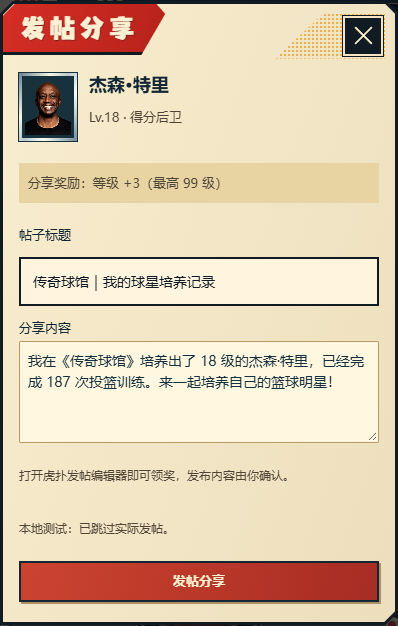 发帖分享
杰森·特里
Lv.18 · 得分后卫
分享奖励：等级 +3（最高 99 级）
帖子标题
传奇球馆 | 我的球星培养记录
分享内容
我在《传奇球馆》培养出了 18 级的杰森·特里，已经完
成 187 次投篮训练。来一起培养自己的篮球明星！
打开虎扑发帖编辑器即可领奖，发布内容由你确认。
本地测试：已跳过实际发帖。
发帖分享